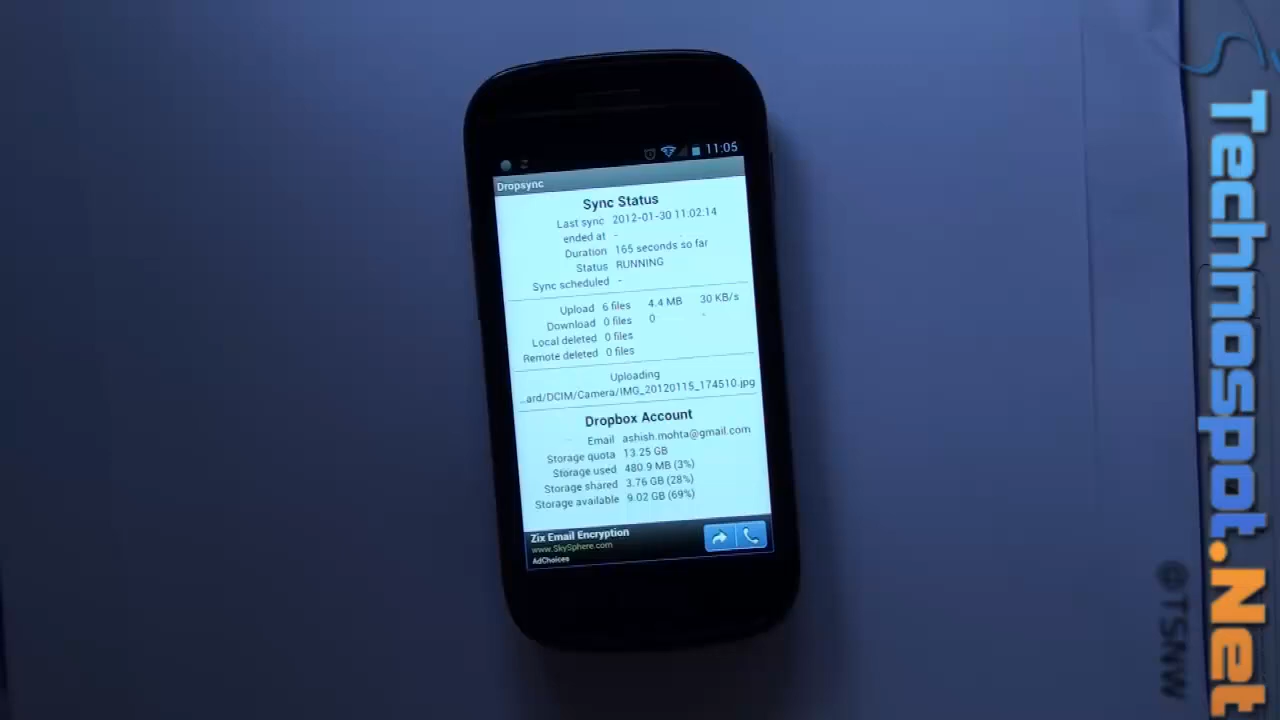 11:05
Dropsync
Sync Status
Last sync 2012-01-30 11:02:14
ended at -
Duration 165 seconds so far
Status RUNNING
Sync scheduled -
Upload 6 files 4.4 MB 30 KB/s
Download 0 files 0 -
Local deleted 0 files
Remote deleted 0 files
Uploading
...ard/DCIM/Camera/IMG_20120115_174510.jpg
Dropbox Account
Email ashish.mohta@gmail.com
Storage quota 13.25 GB
Storage used 480.9 MB (3%)
Storage shared 3.76 GB (28%)
Storage available 9.02 GB (69%)
Zix Email Encryption
www.SkySphere.com
AdChoices
Technospot.Net
@TSNW